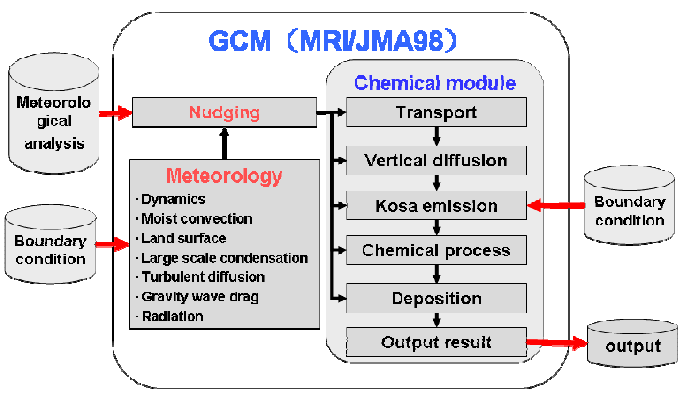 GCM（MRI/JMA98）
Meteorolo
gical
analysis
Nudging
Chemical module
Transport
Vertical diffusion
Kosa emission
Chemical process
Deposition
Output result
Meteorology
· Dynamics
· Moist convection
· Land surface
· Large scale condensation
· Turbulent diffusion
· Gravity wave drag
· Radiation
Boundary
condition
Boundary
condition
output